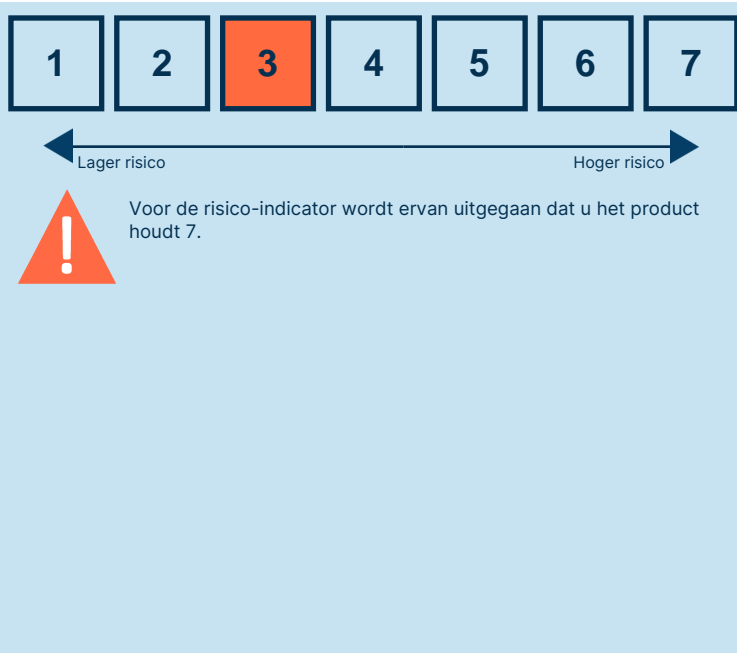 1 2 3 4 5 6 7
Lager risico Hoger risico
! Voor de risico-indicator wordt ervan uitgegaan dat u het product
houdt 7.